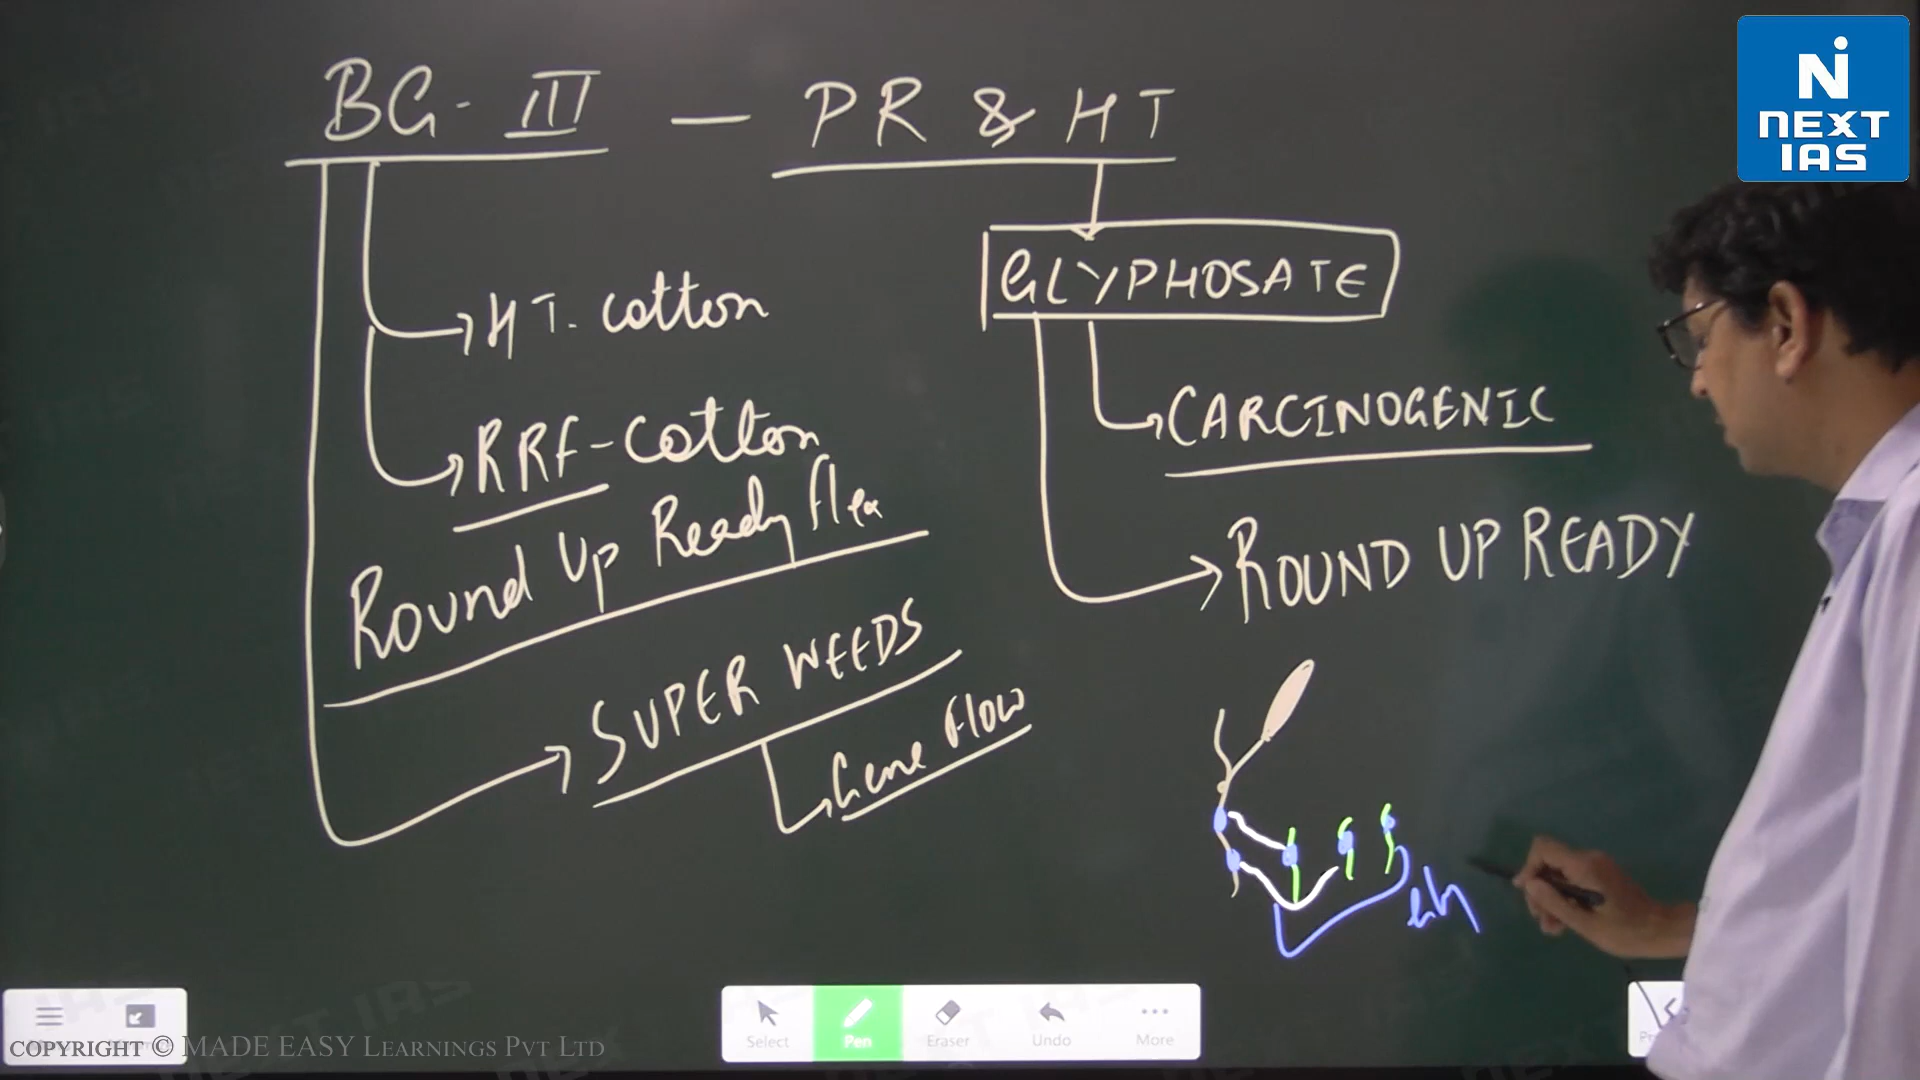 BG-III — PR & HT
GLYPHOSATE
HT. cotton
CARCINOGENIC
RRF-cotton
Round Up Ready Flex
ROUND UP READY
SUPER WEEDS
Gene Flow
NEXT
IAS
Select
Pen
Eraser
Undo
More
COPYRIGHT © MADE EASY LEARNINGS PVT LTD